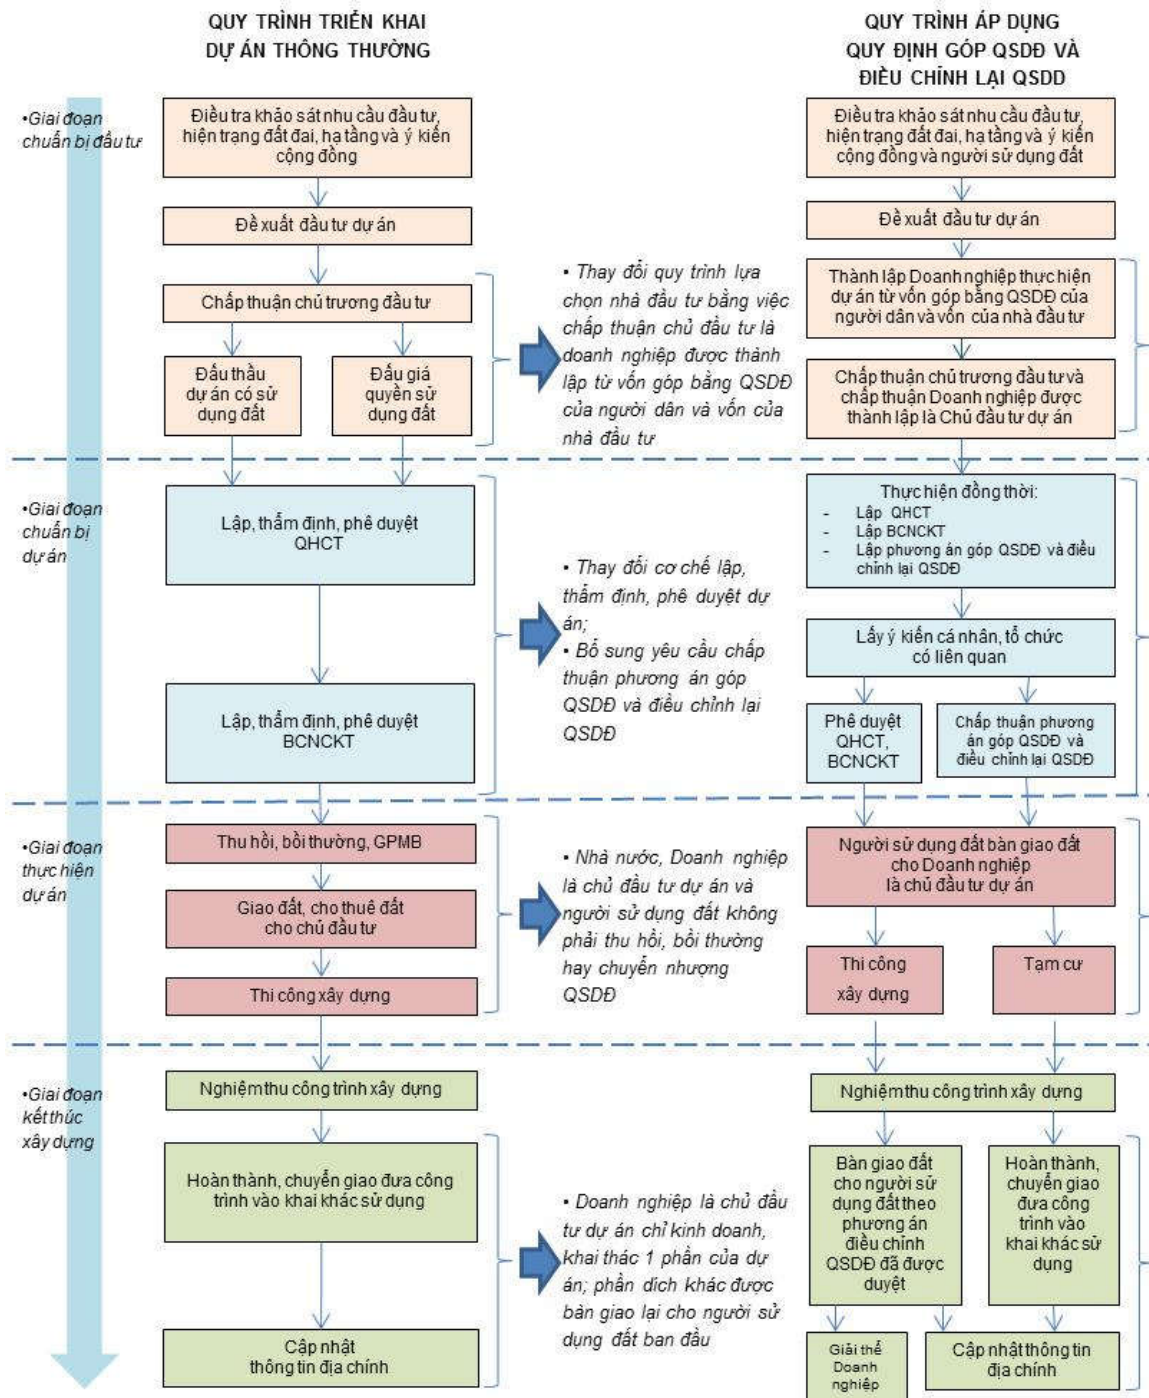 QUY TRÌNH TRIỂN KHAI
DỰ ÁN THÔNG THƯỜNG
QUY TRÌNH ÁP DỤNG
QUY ĐỊNH GÓP QSDĐ VÀ
ĐIỀU CHỈNH LẠI QSDD
•Giai đoạn
chuẩn bị đầu tư
Điều tra khảo sát nhu cầu đầu tư,
hiện trạng đất đai, hạ tầng và ý kiến
cộng đồng
Đề xuất đầu tư dự án
Chấp thuận chủ trương đầu tư
Đấu thầu
dự án có sử
dụng đất
Đấu giá
quyền sử
dụng đất
• Thay đổi quy trình lựa
chọn nhà đầu tư bằng việc
chấp thuận chủ đầu tư là
doanh nghiệp được thành
lập từ vốn góp bằng QSDĐ
của người dân và vốn của
nhà đầu tư
Điều tra khảo sát nhu cầu đầu tư,
hiện trạng đất đai, hạ tầng và ý kiến
cộng đồng và người sử dụng đất
Đề xuất đầu tư dự án
Thành lập Doanh nghiệp thực hiện
dự án từ vốn góp bằng QSDĐ của
người dân và vốn của nhà đầu tư
Chấp thuận chủ trương đầu tư và
chấp thuận Doanh nghiệp được
thành lập là Chủ đầu tư dự án
•Giai đoạn
chuẩn bị
dự án
Lập, thẩm định, phê duyệt
QHCT
Lập, thẩm định, phê duyệt
BCNCKT
• Thay đổi cơ chế lập,
thẩm định, phê duyệt dự
án;
• Bổ sung yêu cầu chấp
thuận phương án góp
QSDĐ và điều chỉnh lại
QSDĐ
Thực hiện đồng thời:
- Lập QHCT
- Lập BCNCKT
- Lập phương án góp QSDĐ và điều
chỉnh lại QSDĐ
Lấy ý kiến cá nhân, tổ chức
có liên quan
Phê duyệt
QHCT,
BCNCKT
Chấp thuận phương
án góp QSDĐ và
điều chỉnh lại QSDĐ
•Giai đoạn
thực hiện
dự án
Thu hồi, bồi thường, GPMB
Giao đất, cho thuê đất
cho chủ đầu tư
Thi công xây dựng
• Nhà nước, Doanh nghiệp
là chủ đầu tư dự án và
người sử dụng đất không
phải thu hồi, bồi thường
hay chuyển nhượng
QSDĐ
Người sử dụng đất bàn giao đất
cho Doanh nghiệp
là chủ đầu tư dự án
Thi công
xây dựng
Tạm cư
•Giai đoạn
kết thúc
xây dựng
Nghiệm thu công trình xây dựng
Hoàn thành, chuyển giao đưa công
trình vào khai khác sử dụng
Cập nhật
thông tin địa chính
• Doanh nghiệp là chủ đầu
tư dự án chỉ kinh doanh,
khai thác 1 phần của dự
án; phần dích khác được
bàn giao lại cho người sử
dụng đất ban đầu
Nghiệm thu công trình xây dựng
Bàn giao đất
cho người sử
dụng đất theo
phương án
điều chỉnh
QSDĐ đã được
duyệt
Hoàn thành,
chuyển giao
đưa công
trình vào
khai khác sử
dụng
Giải thể
Doanh
nghiệp
Cập nhật thông tin
địa chính